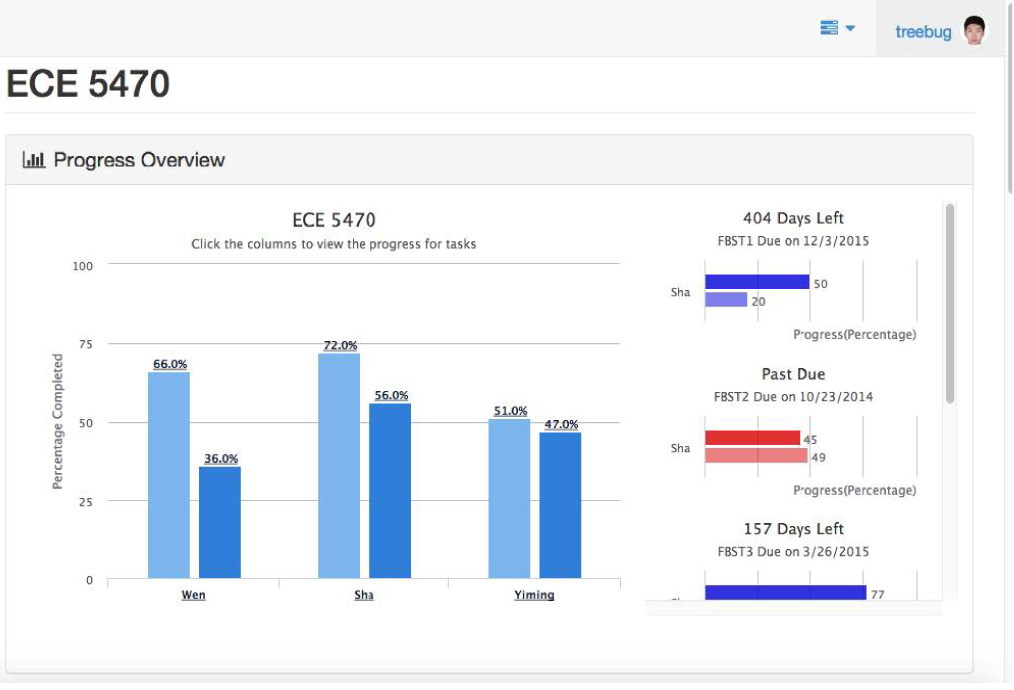 treebug
ECE 5470
Progress Overview
ECE 5470
Click the columns to view the progress for tasks
100
75
50
25
0
Percentage Completed
66.0%
36.0%
72.0%
56.0%
51.0%
47.0%
Wen
Sha
Yiming
404 Days Left
FBST1 Due on 12/3/2015
Sha
50
20
Progress(Percentage)
Past Due
FBST2 Due on 10/23/2014
Sha
45
49
Progress(Percentage)
157 Days Left
FBST3 Due on 3/26/2015
77